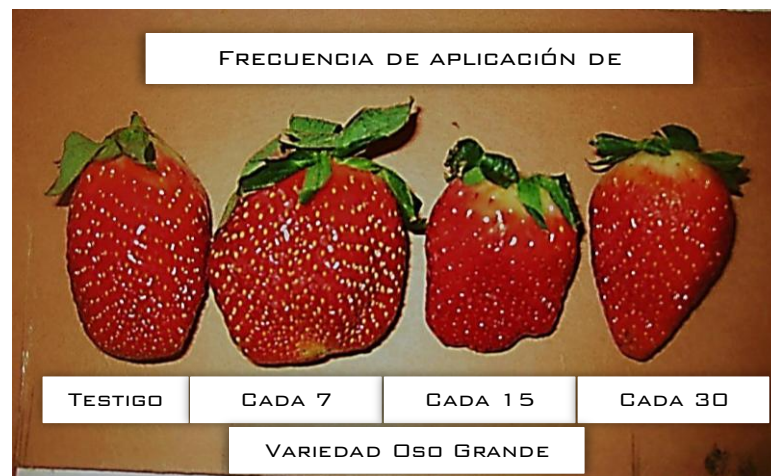 Frecuencia de aplicación de
Testigo Cada 7 Cada 15 Cada 30
Variedad Oso Grande